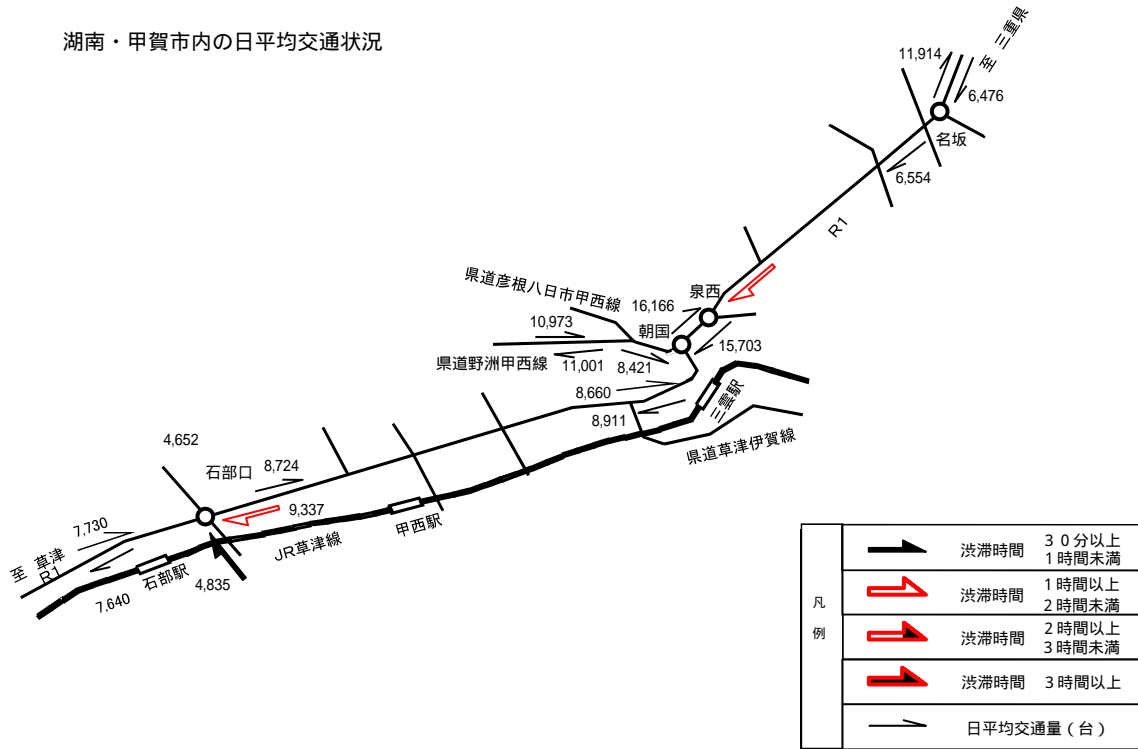 湖南・甲賀市内の日平均交通状況
11,914
至 三重県
6,476
名坂
6,554
R1
県道彦根八日市甲西線
泉西
16,166
10,973
朝国
15,703
県道野洲甲西線
11,001
8,421
8,660
三雲駅
8,911
県道草津伊賀線
4,652
石部口
8,724
9,337
甲西駅
7,730
JR草津線
至 草津
R1
石部駅
4,835
7,640
凡例
渋滞時間 30分以上
1時間未満
渋滞時間 1時間以上
2時間未満
渋滞時間 2時間以上
3時間未満
渋滞時間 3時間以上
日平均交通量(台)